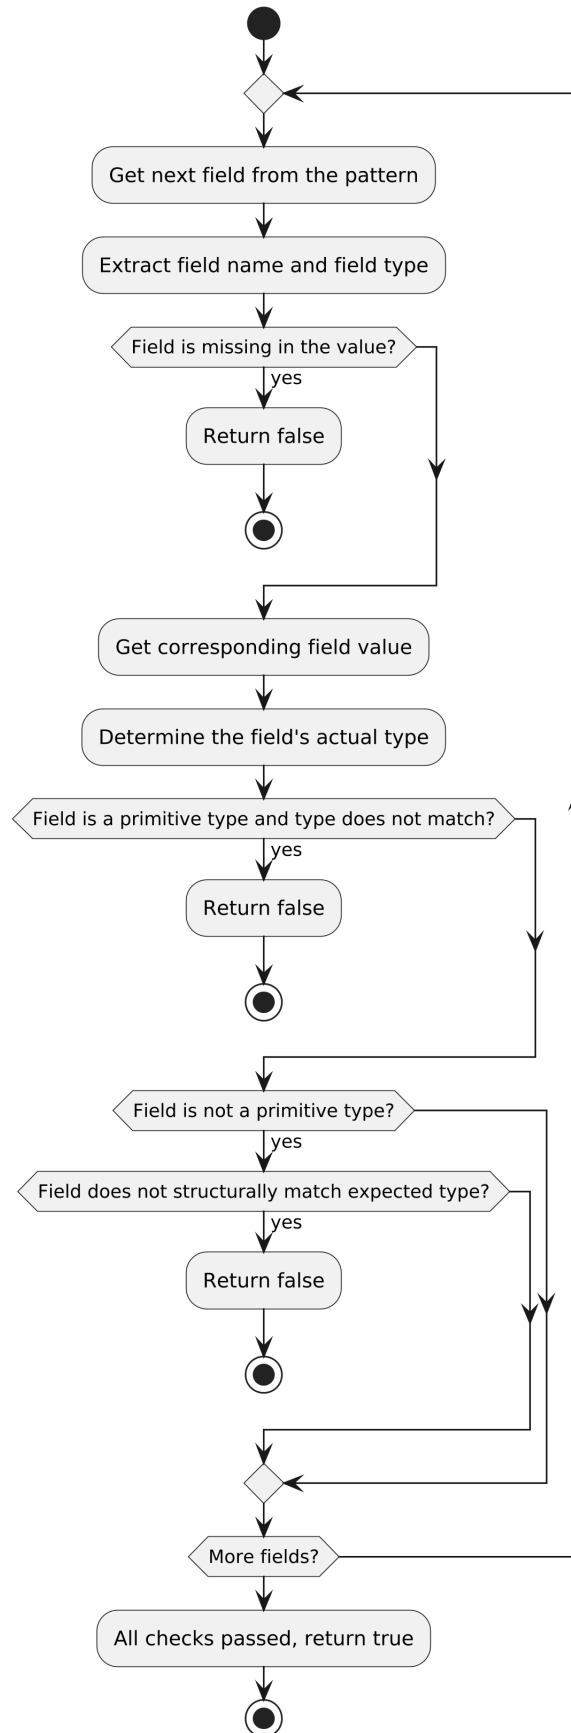 Get next field from the pattern
Extract field name and field type
Field is missing in the value?
yes
Return false
Get corresponding field value
Determine the field's actual type
Field is a primitive type and type does not match?
yes
Return false
Field is not a primitive type?
yes
Field does not structurally match expected type?
yes
Return false
More fields?
All checks passed, return true